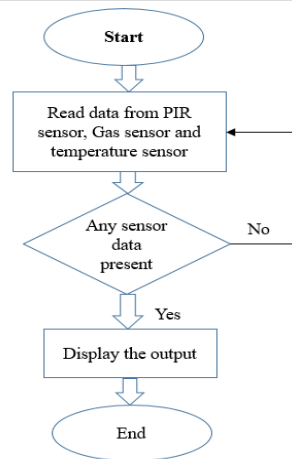 Start
Read data from PIR
sensor, Gas sensor and
temperature sensor
Any sensor
data
present
No
Yes
Display the output
End